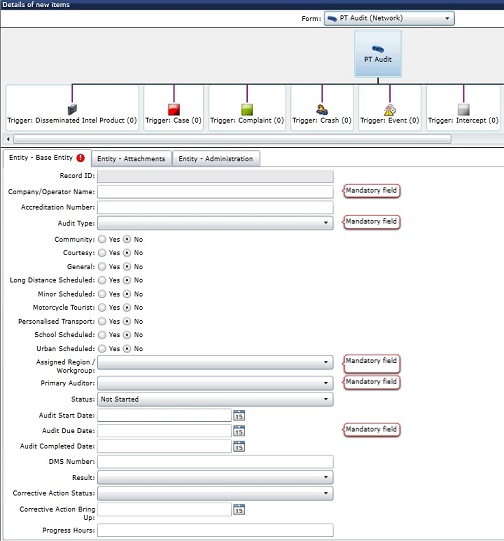 Details of new items
Form: PT Audit (Network)
PT Audit
Trigger: Disseminated Intel Product (0) Trigger: Case (0) Trigger: Complaint (0) Trigger: Crash (0) Trigger: Event (0) Trigger: Intercept (0)
Entity - Base Entity Entity - Attachments Entity - Administration
Record ID:
Company/Operator Name: Mandatory field
Accreditation Number:
Audit Type: Mandatory field
Community: Yes No
Courtesy: Yes No
General: Yes No
Long Distance Scheduled: Yes No
Minor Scheduled: Yes No
Motorcycle Tourist: Yes No
Personalised Transport: Yes No
School Scheduled: Yes No
Urban Scheduled: Yes No
Assigned Region / Mandatory field
Workgroup:
Primary Auditor: Mandatory field
Status: Not Started
Audit Start Date: 15
Audit Due Date: 15 Mandatory field
Audit Completed Date: 15
DMS Number:
Result:
Corrective Action Status:
Corrective Action Bring 15
Up:
Progress Hours: